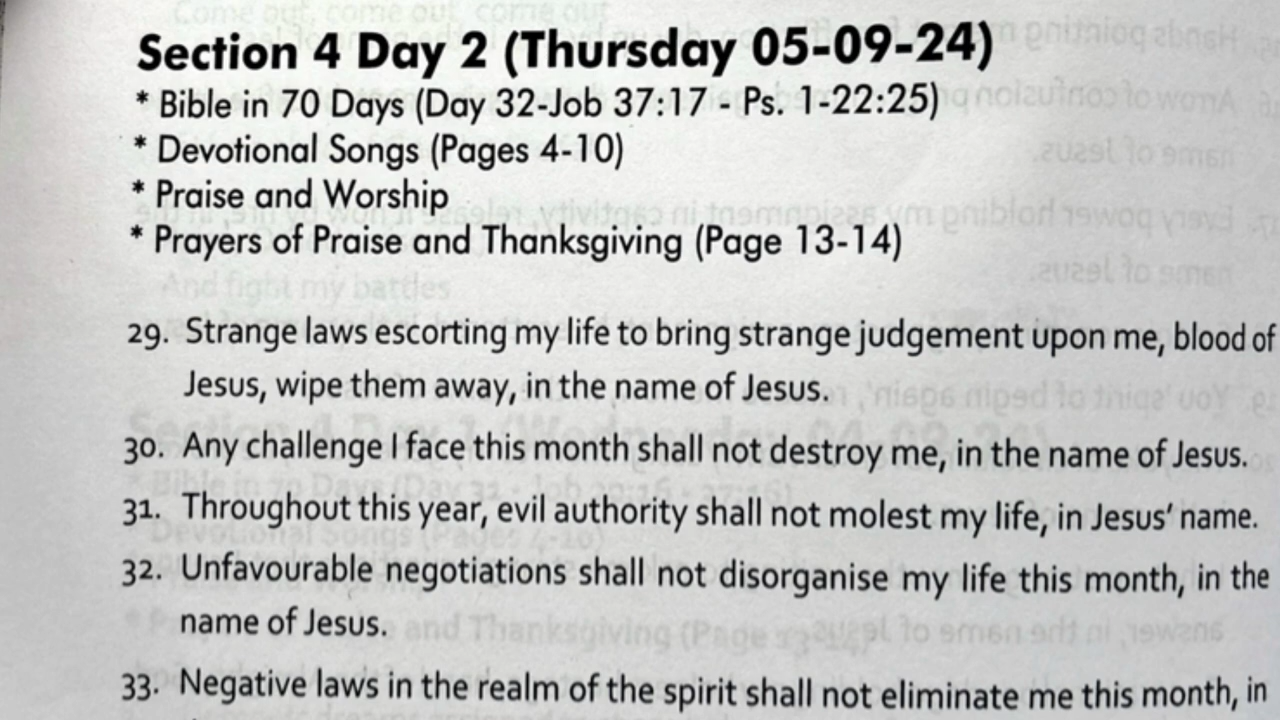 Section 4 Day 2 (Thursday 05-09-24)
* Bible in 70 Days (Day 32-Job 37:17 - Ps. 1-22:25)
* Devotional Songs (Pages 4-10)
* Praise and Worship
* Prayers of Praise and Thanksgiving (Page 13-14)
29. Strange laws escorting my life to bring strange judgement upon me, blood of
Jesus, wipe them away, in the name of Jesus.
30. Any challenge I face this month shall not destroy me, in the name of Jesus.
31. Throughout this year, evil authority shall not molest my life, in Jesus' name.
32. Unfavourable negotiations shall not disorganise my life this month, in the
name of Jesus.
33. Negative laws in the realm of the spirit shall not eliminate me this month, in